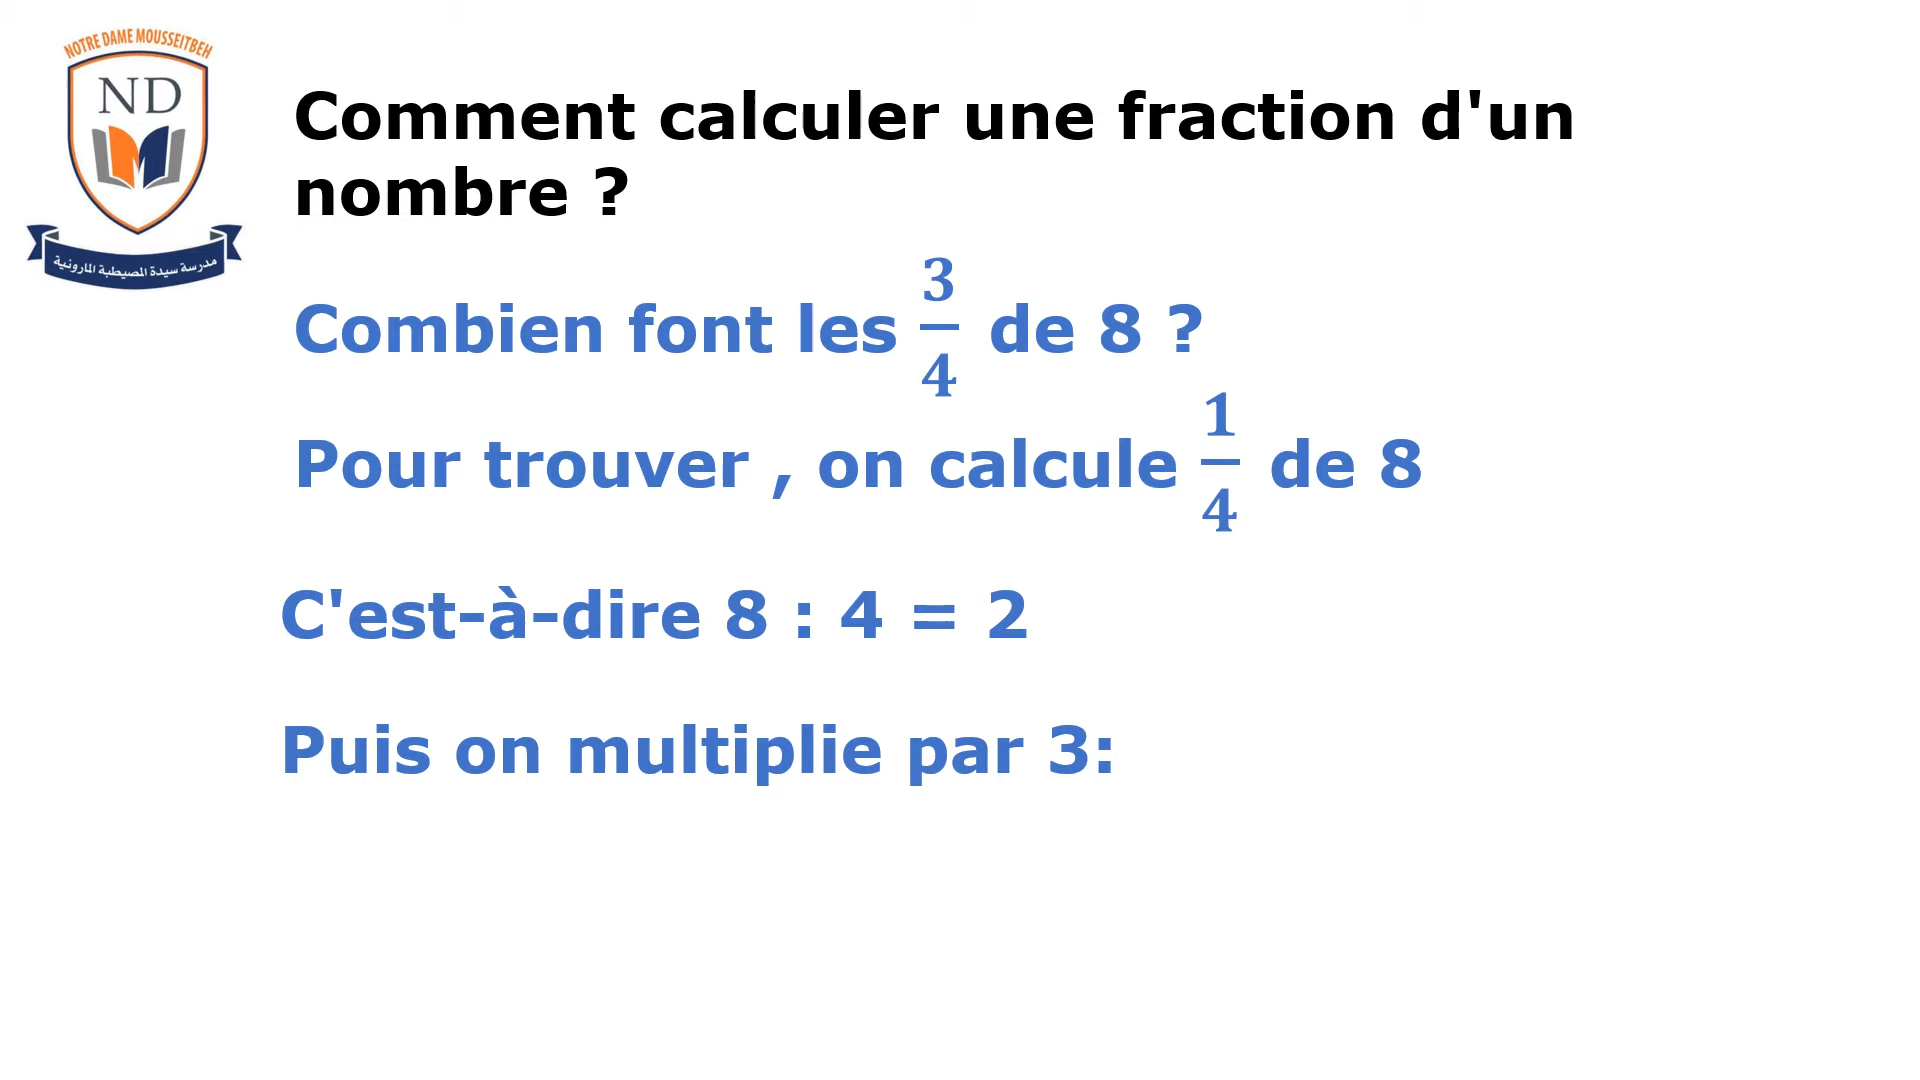 NOTRE DAME MOUSSEITBEH
ND
مدرسة سيدة المصيطبة المارونية
Comment calculer une fraction d'un
nombre ?
Combien font les 3/4 de 8 ?
Pour trouver , on calcule 1/4 de 8
C'est-à-dire 8 : 4 = 2
Puis on multiplie par 3: